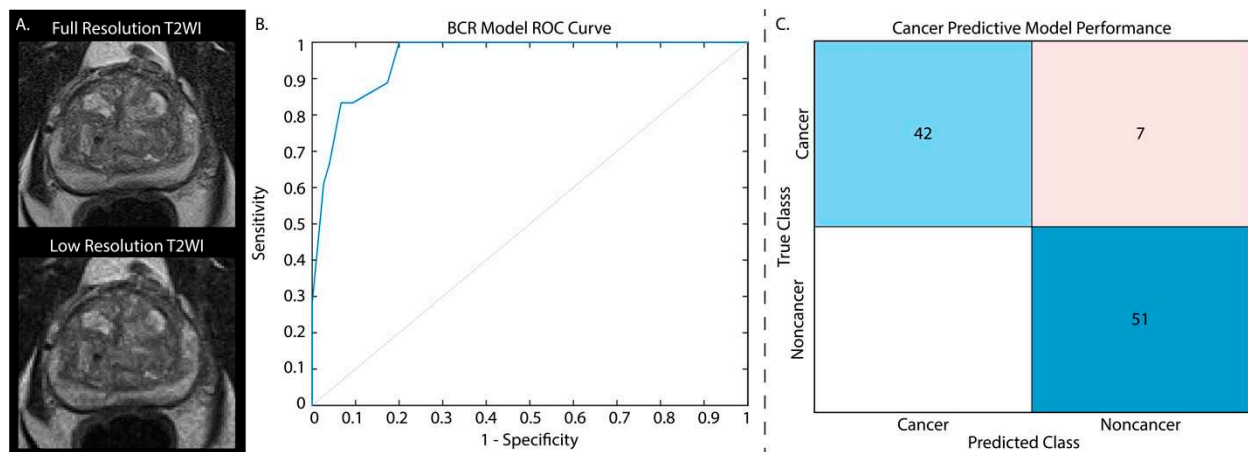 A.
Full Resolution T2WI
Low Resolution T2WI
B.
BCR Model ROC Curve
1
0.9
0.8
0.7
0.6
0.5
0.4
0.3
0.2
0.1
0
Sensitivity
0 0.1 0.2 0.3 0.4 0.5 0.6 0.7 0.8 0.9 1
1 - Specificity
C.
Cancer Predictive Model Performance
True Classs
Cancer
42 7
Noncancer
51
Cancer Noncancer
Predicted Class